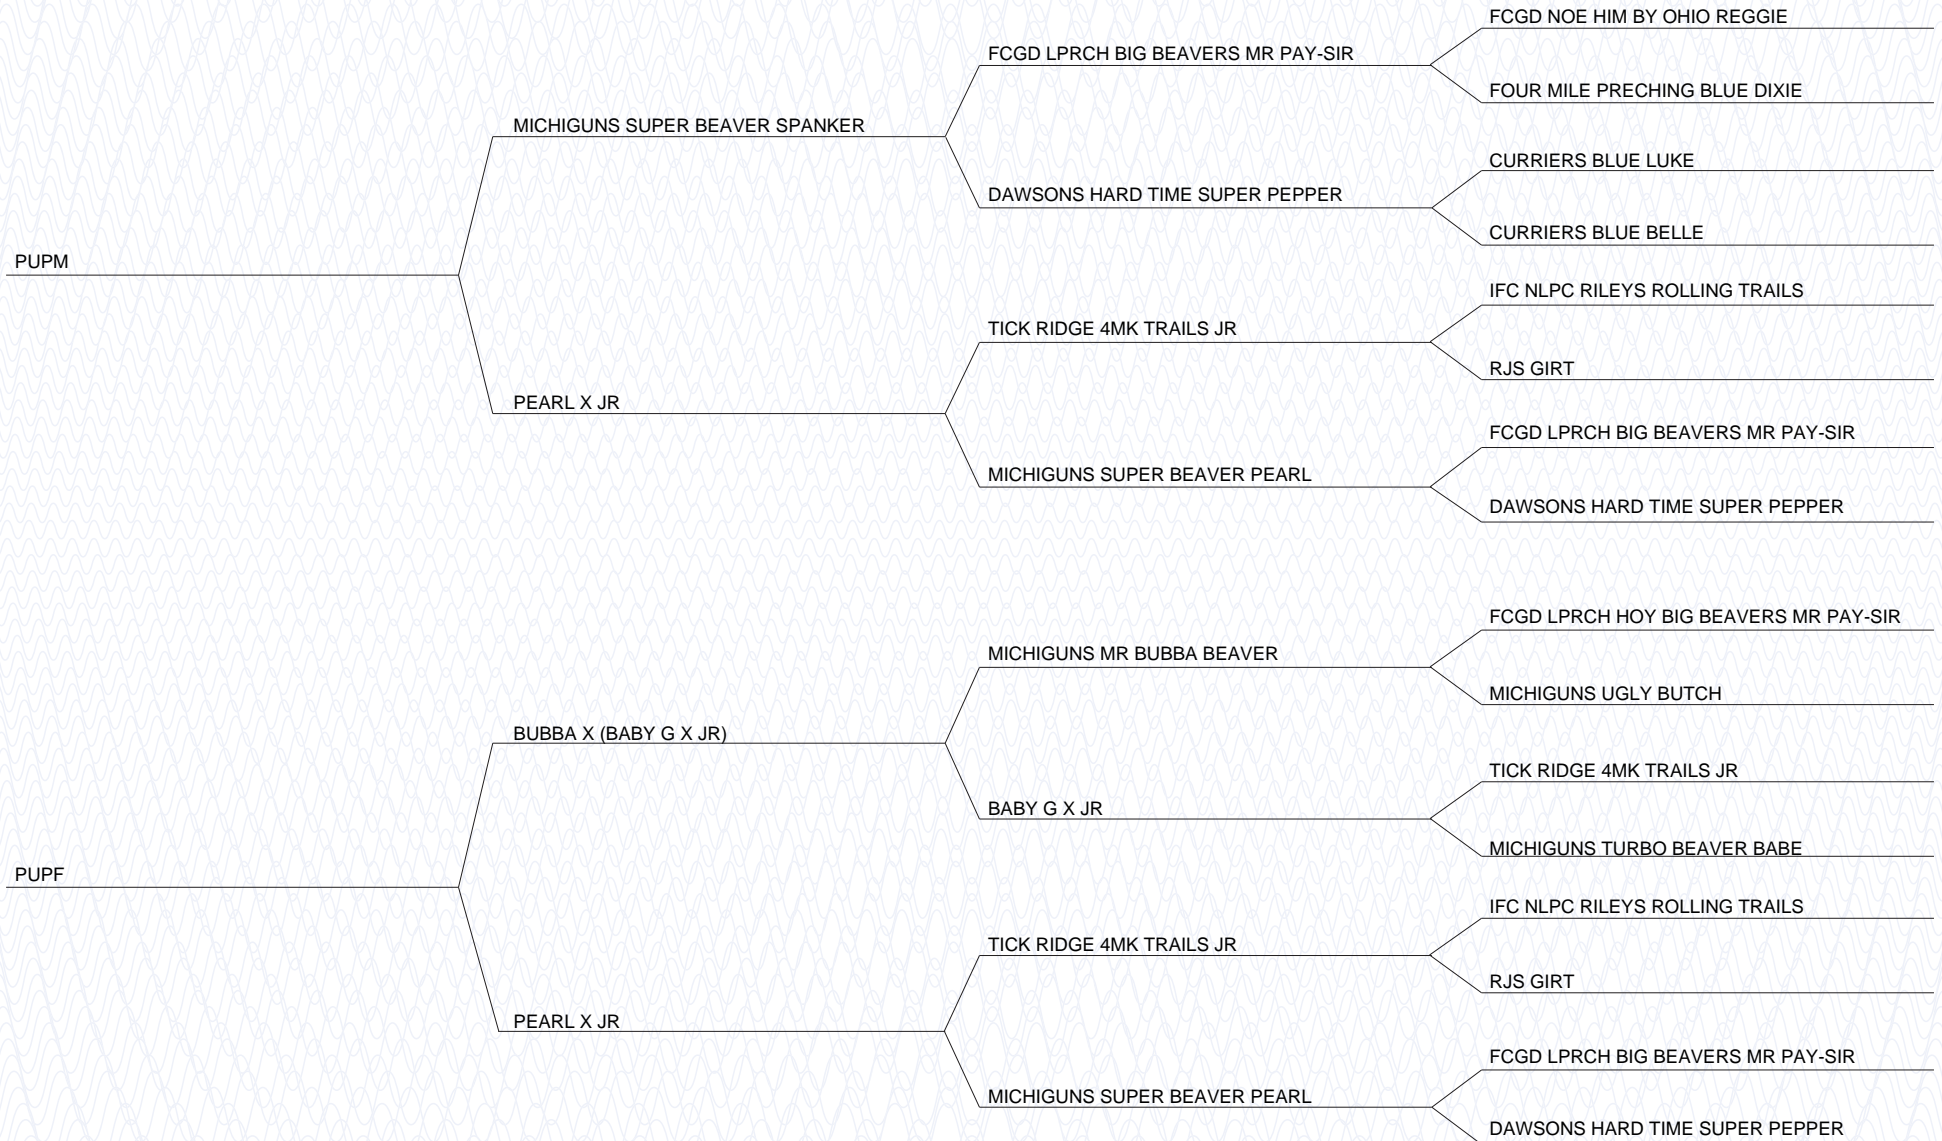 FCGD NOE HIM BY OHIO REGGIE
FCGD LPRCH BIG BEAVERS MR PAY-SIR
FOUR MILE PRECHING BLUE DIXIE
MICHIGUNS SUPER BEAVER SPANKER
CURRIERS BLUE LUKE
DAWSONS HARD TIME SUPER PEPPER
CURRIERS BLUE BELLE
PUPM
IFC NLPC RILEYS ROLLING TRAILS
TICK RIDGE 4MK TRAILS JR
RJS GIRT
PEARL X JR
FCGD LPRCH BIG BEAVERS MR PAY-SIR
MICHIGUNS SUPER BEAVER PEARL
DAWSONS HARD TIME SUPER PEPPER
FCGD LPRCH HOY BIG BEAVERS MR PAY-SIR
MICHIGUNS MR BUBBA BEAVER
MICHIGUNS UGLY BUTCH
BUBBA X (BABY G X JR)
TICK RIDGE 4MK TRAILS JR
BABY G X JR
MICHIGUNS TURBO BEAVER BABE
PUPF
IFC NLPC RILEYS ROLLING TRAILS
TICK RIDGE 4MK TRAILS JR
RJS GIRT
PEARL X JR
FCGD LPRCH BIG BEAVERS MR PAY-SIR
MICHIGUNS SUPER BEAVER PEARL
DAWSONS HARD TIME SUPER PEPPER